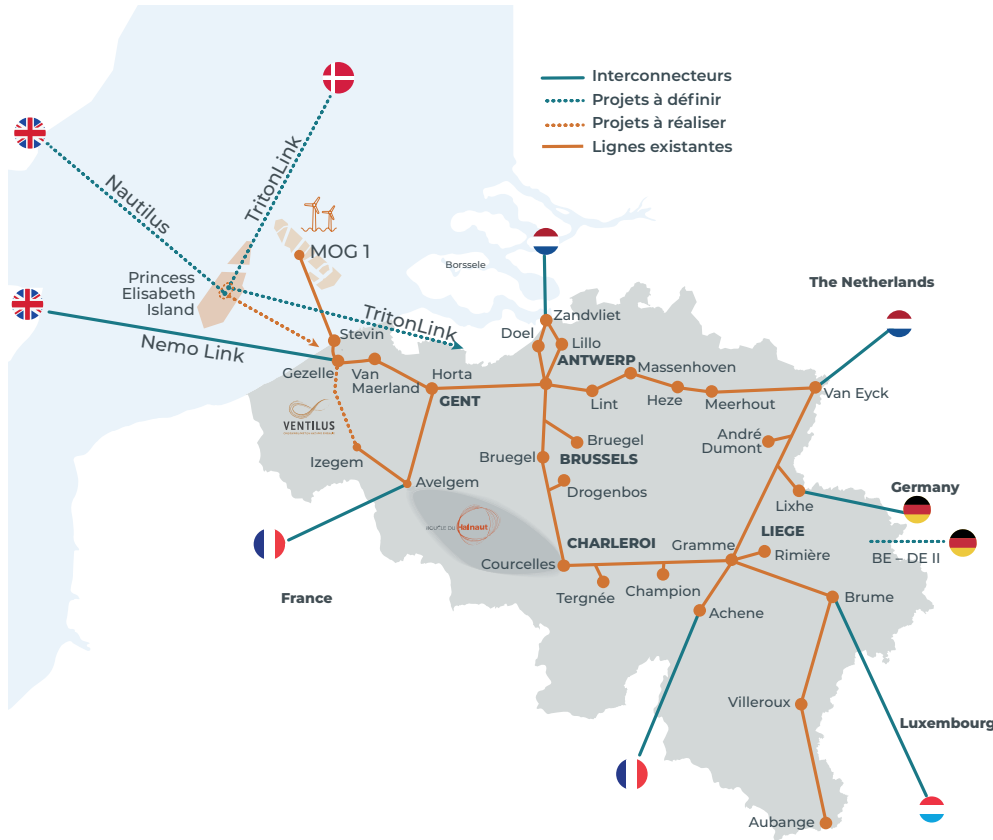 Interconnecteurs
Projets à définir
Projets à réaliser
Lignes existantes
Nautilus
TritonLink
MOG 1
Borssele
Princess
Elisabeth
Island
The Netherlands
TritonLink
Zandvliet
Stevin
Doel
Lillo
Nemo Link
ANTWERP
Gezelle
Van
Maerland
Horta
Massenhoven
GENT
Lint
Heze
Meerhout
Van Eyck
VENTILUS
André
Dumont
Bruegel
Izegem
Bruegel
BRUSSELS
Avelgem
Drogenbos
Germany
Lixhe
BOUCLE DU Hainaut
LIEGE
CHARLEROI
Gramme
Rimière
BE – DE II
Courcelles
Tergnée
Champion
France
Achene
Brume
Villeroux
Luxembourg
Aubange